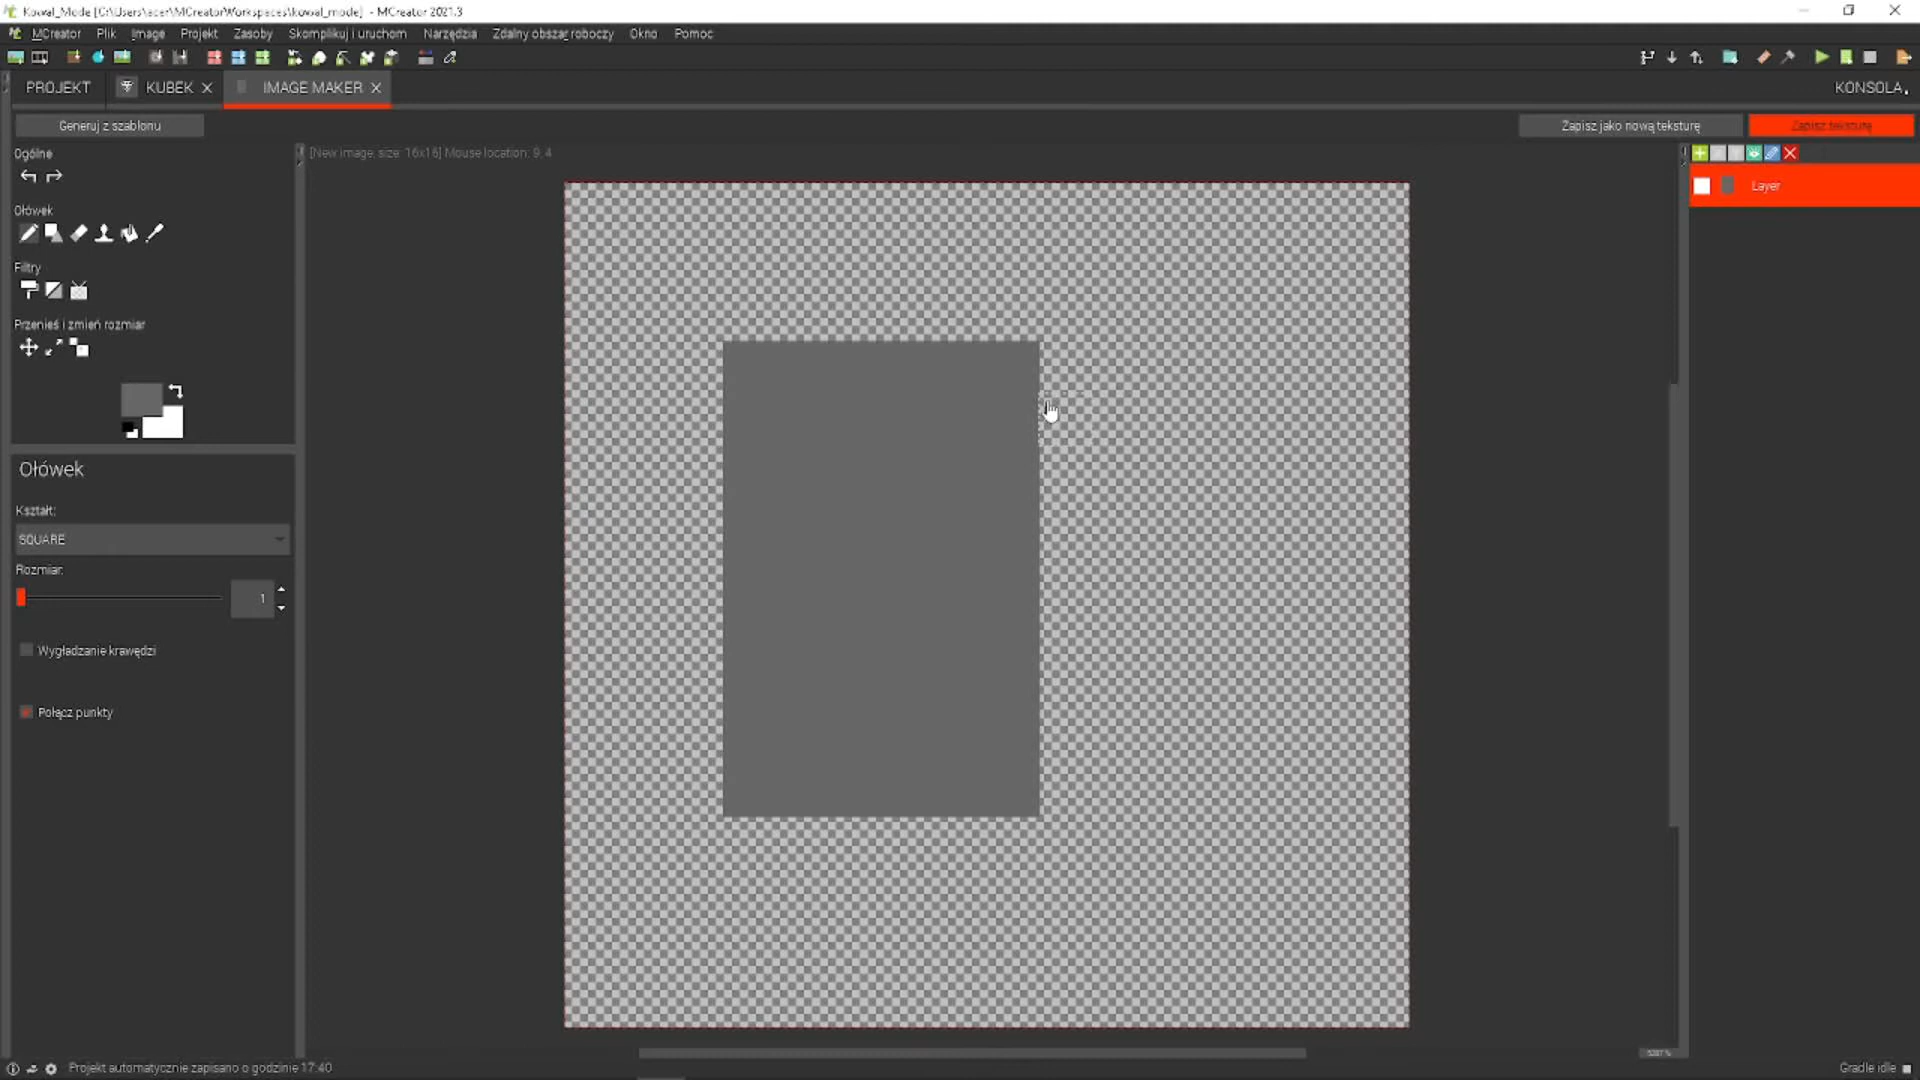 Kowal_Mode [C:\Users\acer\MCreatorWorkspaces\kowal_mode] - MCreator 2021.3
MCreator Plik Image Projekt Zasoby Skompilkuj i uruchom Narzędzia Zdalny obszar roboczy Okno Pomoc
PROJEKT KUBEK IMAGE MAKER KONSOLA
Generuj z szablonu Zapisz jako nową teksturę Zapisz teksturę
Ogólne
[New image, size: 16x16] Mouse location: 9, 4
Layer
Ołówek
Filtry
Przenieś i zmień rozmiar
Ołówek
Kształt:
SQUARE
Rozmiar:
1
Wygładzanie krawędzi
Połącz punkty
Projekt automatycznie zapisano o godzinie 17:40 Gradle idle